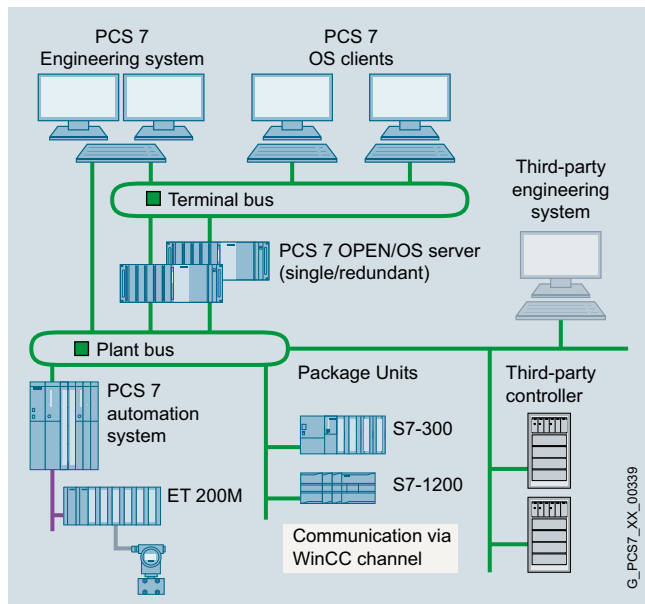 PCS 7
Engineering system
PCS 7
OS clients
Third-party
engineering
system
Terminal bus
PCS 7 OPEN/OS server
(single/redundant)
Plant bus
PCS 7
automation
system
Package Units
Third-party
controller
S7-300
ET 200M
S7-1200
Communication via
WinCC channel
G_PCS7_XX_00339